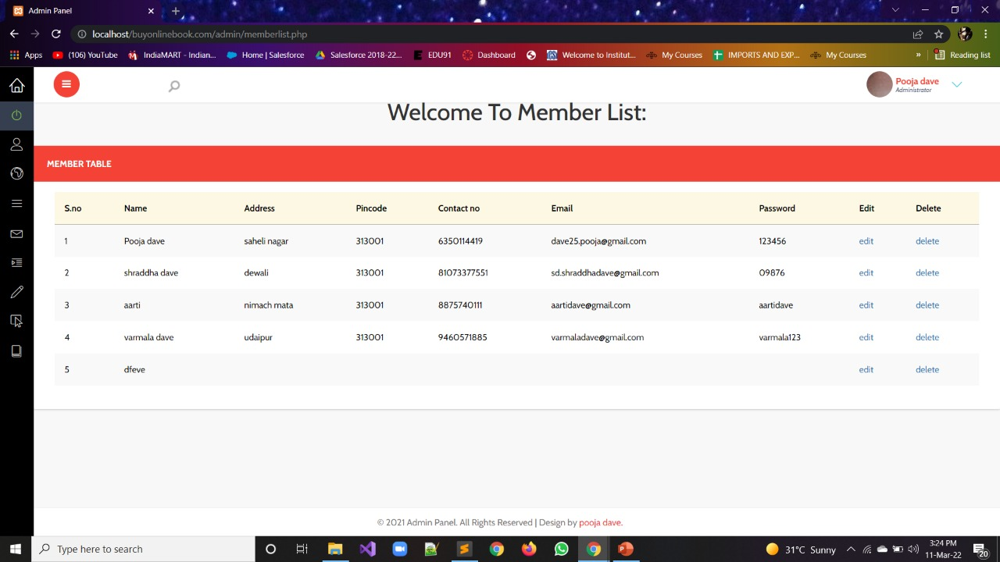 Admin Panel
localhost/buyonlinebook.com/admin/memberlist.php
Apps (106) YouTube IndiaMART - Indian... Home | Salesforce Salesforce 2018-22... EDU91 Dashboard Welcome to Institut... My Courses IMPORTS AND EXP... My Courses » Reading list
Pooja dave
Administrator
Welcome To Member List:
MEMBER TABLE
S.no Name Address Pincode Contact no Email Password Edit Delete
1 Pooja dave saheli nagar 313001 6350114419 dave25.pooja@gmail.com 123456 edit delete
2 shraddha dave dewali 313001 81073377551 sd.shraddhadave@gmail.com 09876 edit delete
3 aarti nimach mata 313001 8875740111 aartidave@gmail.com aartidave edit delete
4 varmala dave udaipur 313001 9460571885 varmaladave@gmail.com varmala123 edit delete
5 dfeve edit delete
© 2021 Admin Panel. All Rights Reserved | Design by pooja dave.
Type here to search
31°C Sunny
3:24 PM
11-Mar-22
20